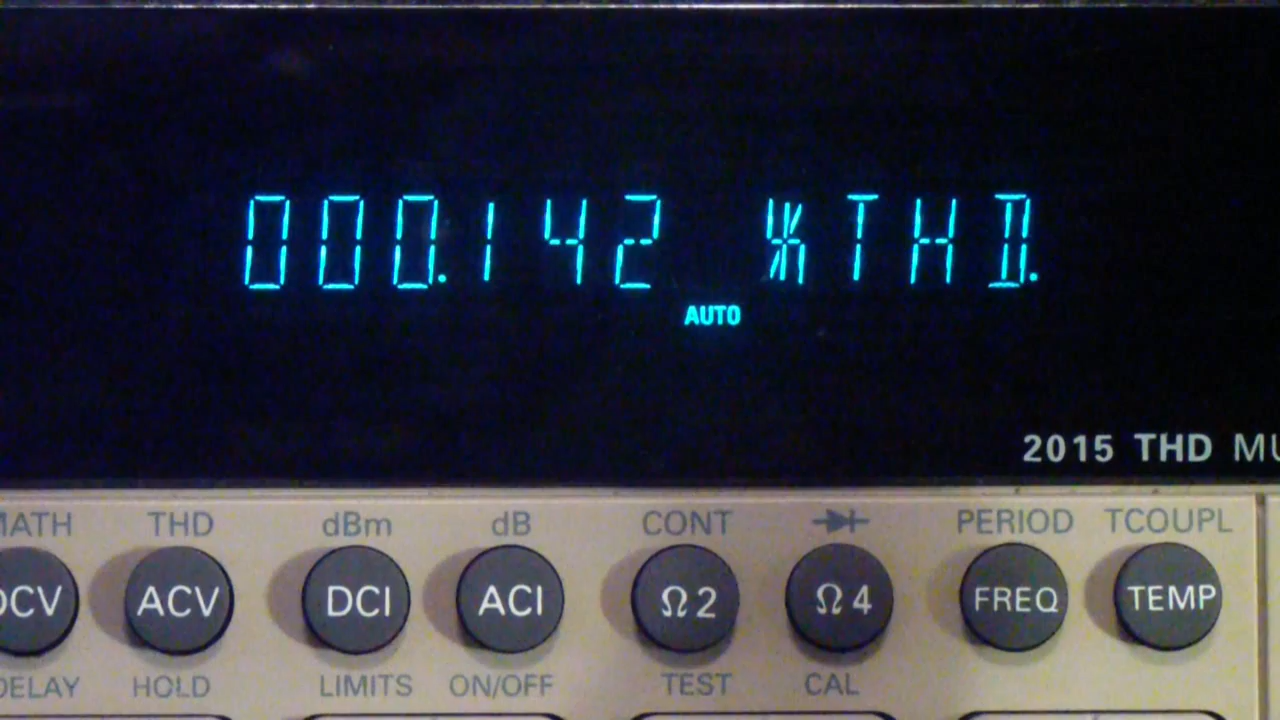 000.142 %THD.
AUTO
2015 THD MU
MATH THD dBm dB CONT PERIOD TCOUPL
DCV ACV DCI ACI Ω2 Ω4 FREQ TEMP
DELAY HOLD LIMITS ON/OFF TEST CAL